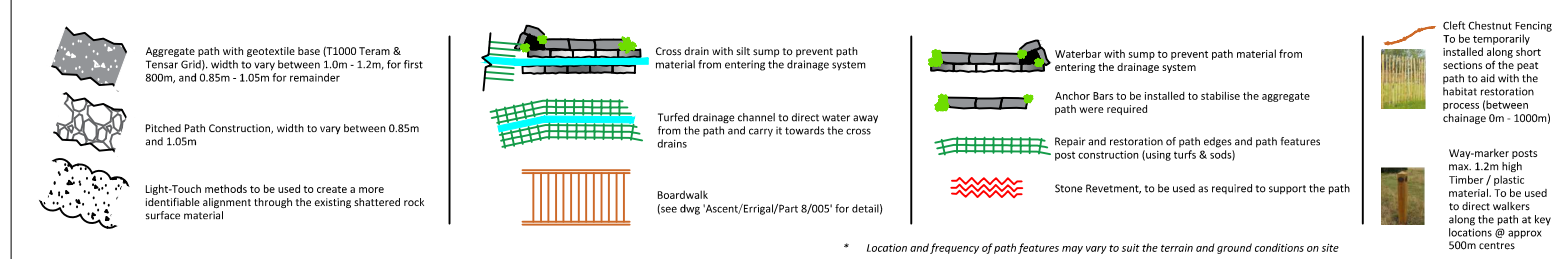 Aggregate path with geotextile base (T1000 Teram &
Tensar Grid). width to vary between 1.0m - 1.2m, for first
800m, and 0.85m - 1.05m for remainder
Pitched Path Construction, width to vary between 0.85m
and 1.05m
Light-Touch methods to be used to create a more
identifiable alignment through the existing shattered rock
surface material
Cross drain with silt sump to prevent path
material from entering the drainage system
Turfed drainage channel to direct water away
from the path and carry it towards the cross
drains
Boardwalk
(see dwg 'Ascent/Errigal/Part 8/005' for detail)
Waterbar with sump to prevent path material from
entering the drainage system
Anchor Bars to be installed to stabilise the aggregate
path were required
Repair and restoration of path edges and path features
post construction (using turfs & sods)
Stone Revetment, to be used as required to support the path
* Location and frequency of path features may vary to suit the terrain and ground conditions on site
Cleft Chestnut Fencing
To be temporarily
installed along short
sections of the peat
path to aid with the
habitat restoration
process (between
chainage 0m - 1000m)
Way-marker posts
max. 1.2m high
Timber / plastic
material. To be used
to direct walkers
along the path at key
locations @ approx
500m centres